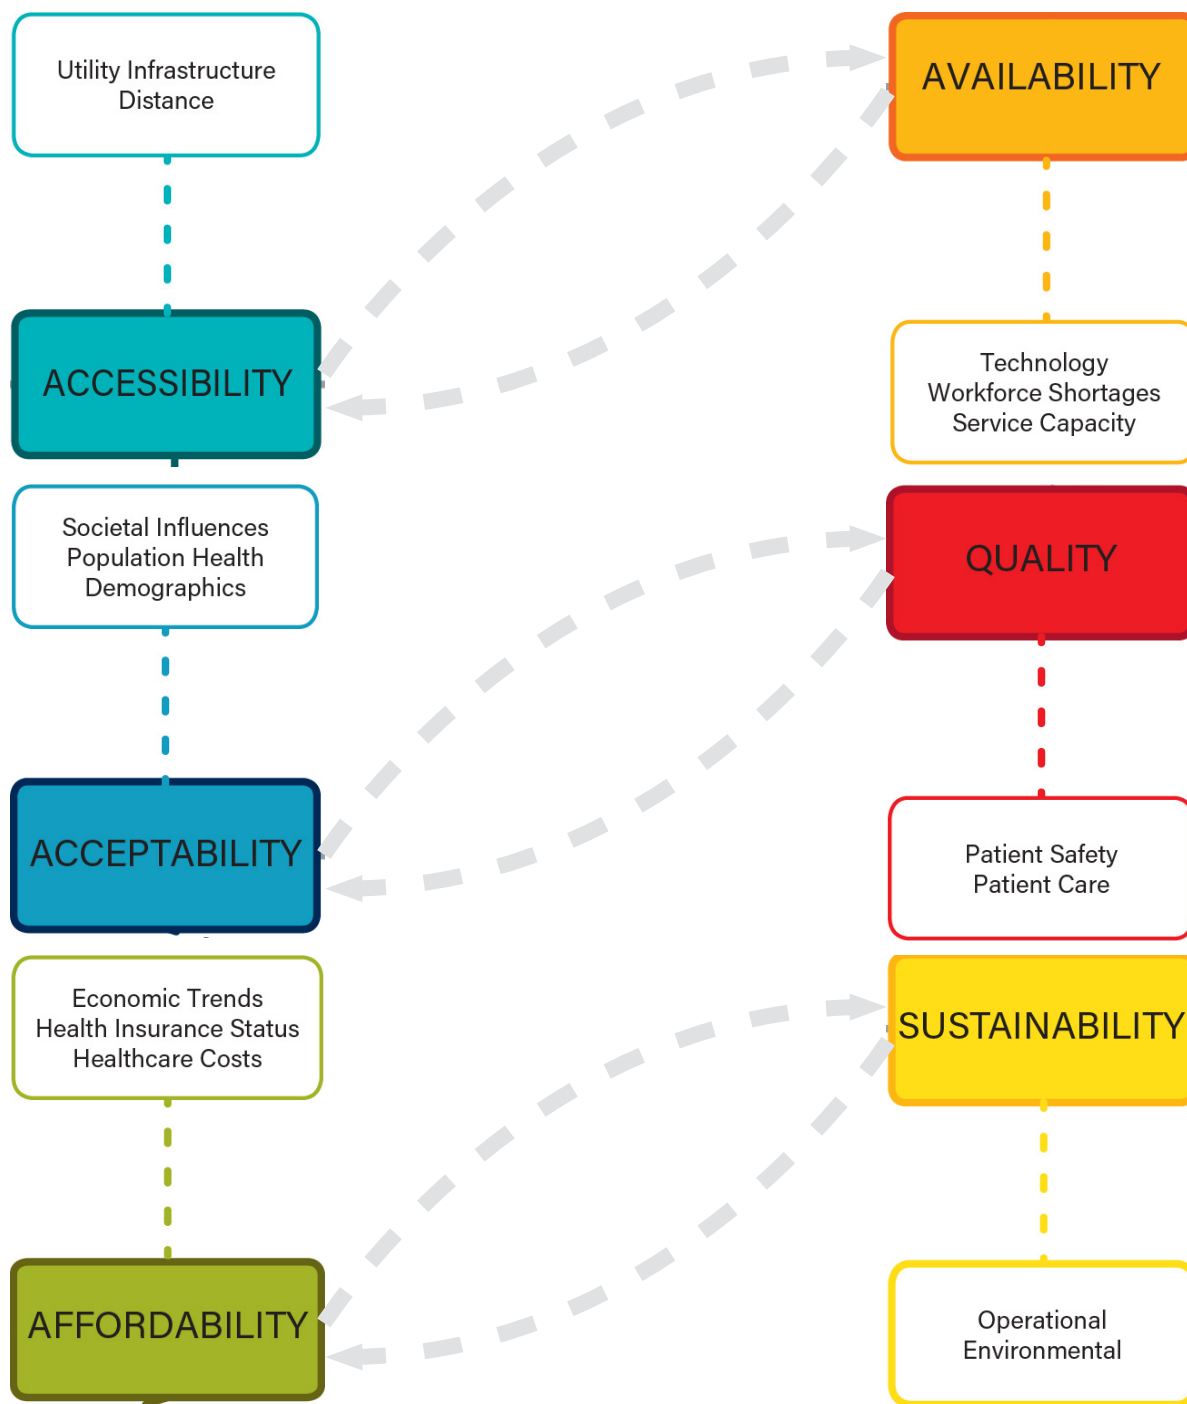 Utility Infrastructure
Distance
AVAILABILITY
ACCESSIBILITY
Technology
Workforce Shortages
Service Capacity
Societal Influences
Population Health
Demographics
QUALITY
ACCEPTABILITY
Patient Safety
Patient Care
Economic Trends
Health Insurance Status
Healthcare Costs
SUSTAINABILITY
AFFORDABILITY
Operational
Environmental